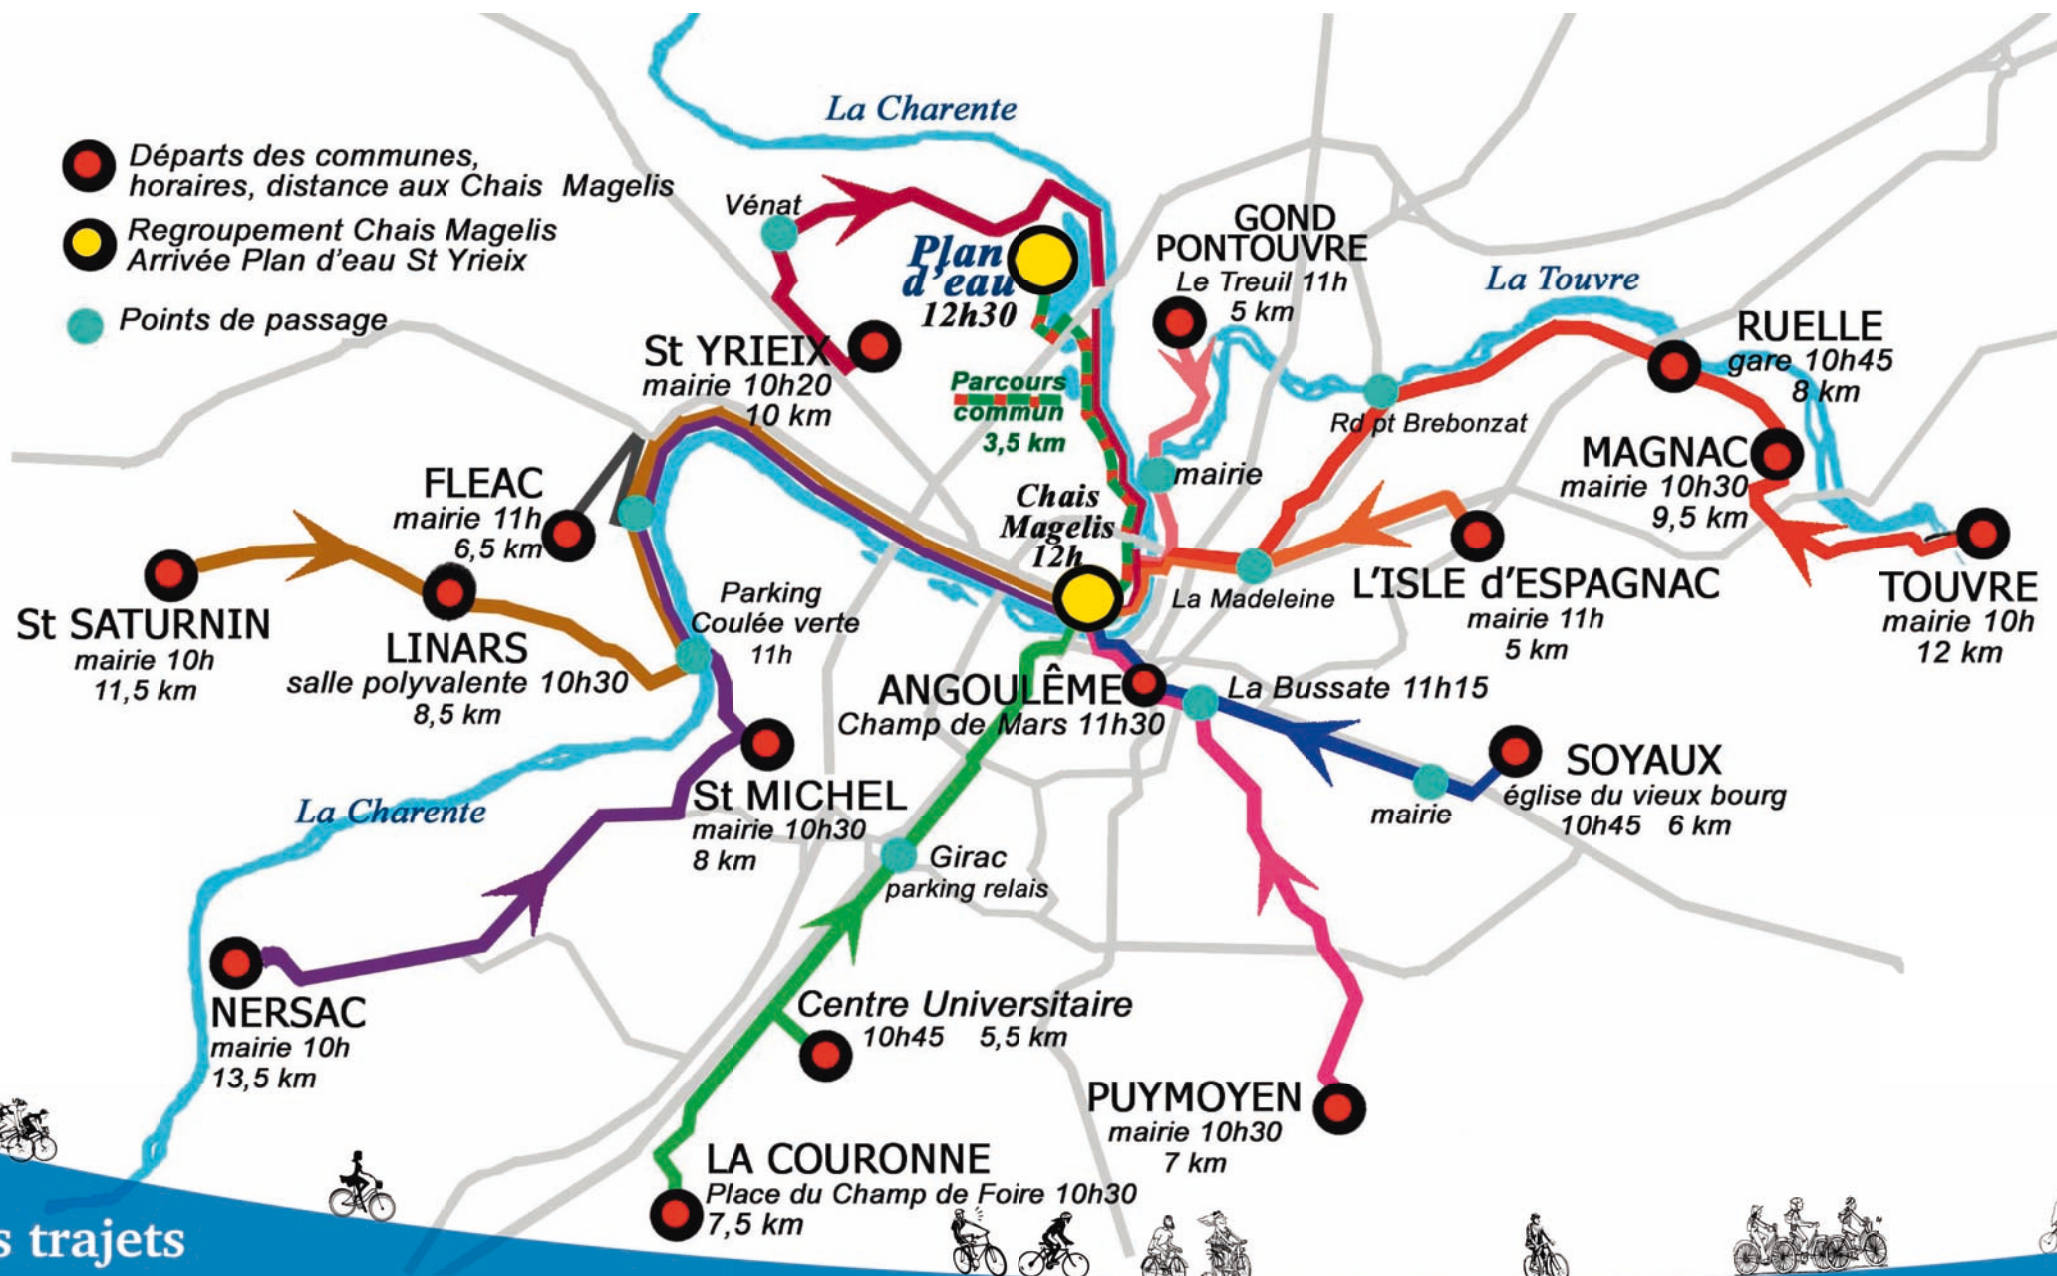 La Charente
Départs des communes,
horaires, distance aux Chais Magelis
Regroupement Chais Magelis
Arrivée Plan d'eau St Yrieix
Points de passage
Vénat
Plan
d'eau
12h30
GOND
PONTOUVRE
Le Treuil 11h
5 km
La Touvre
St YRIEIX
mairie 10h20
10 km
Parcours
commun
3,5 km
RUELLE
gare 10h45
8 km
Rd pt Brebonzat
MAGNAC
mairie 10h30
9,5 km
mairie
FLEAC
mairie 11h
6,5 km
Chais
Magelis
12h
St SATURNIN
mairie 10h
11,5 km
LINARS
salle polyvalente 10h30
8,5 km
Parking
Coulée verte
11h
La Madeleine
L'ISLE d'ESPAGNAC
mairie 11h
5 km
TOUVRE
mairie 10h
12 km
ANGOULÊME
Champ de Mars 11h30
La Bussate 11h15
SOYAUX
église du vieux bourg
10h45 6 km
mairie
La Charente
St MICHEL
mairie 10h30
8 km
Girac
parking relais
NERSAC
mairie 10h
13,5 km
Centre Universitaire
10h45 5,5 km
PUYMOYEN
mairie 10h30
7 km
LA COURONNE
Place du Champ de Foire 10h30
7,5 km
s trajets